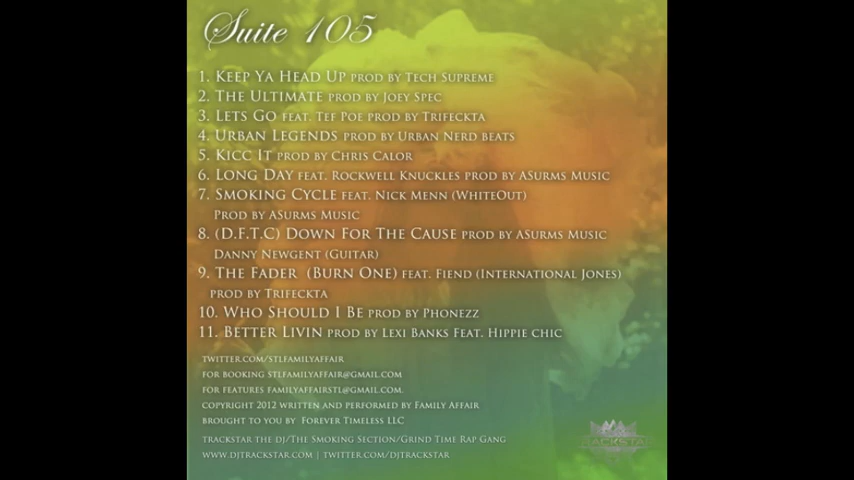 Suite 105
1. Keep Ya Head Up prod by Tech Supreme
2. The Ultimate prod by Joey Spec
3. Lets Go feat. Tef Poe prod by Trifeckta
4. Urban Legends prod by Urban Nerd beats
5. Kicc It prod by Chris Calor
6. Long Day feat. Rockwell Knuckles prod by ASurms Music
7. Smoking Cycle feat. Nick Menn (WhiteOut)
Prod by ASurms Music
8. (D.F.T.C) Down For The Cause prod by ASurms Music
Danny Newgent (Guitar)
9. The Fader (Burn One) feat. Fiend (International Jones)
prod by Trifeckta
10. Who Should I Be prod by Phonezz
11. Better Livin prod by Lexi Banks Feat. Hippie chic
twitter.com/stlfamilyaffair
for booking stlfamilyaffair@gmail.com
for features familyaffairstl@gmail.com.
copyright 2012 written and performed by Family Affair
brought to you by Forever Timeless LLC
trackstar the dj/The Smoking Section/Grind Time Rap Gang
www.djtrackstar.com | twitter.com/djtrackstar
TRACKSTAR